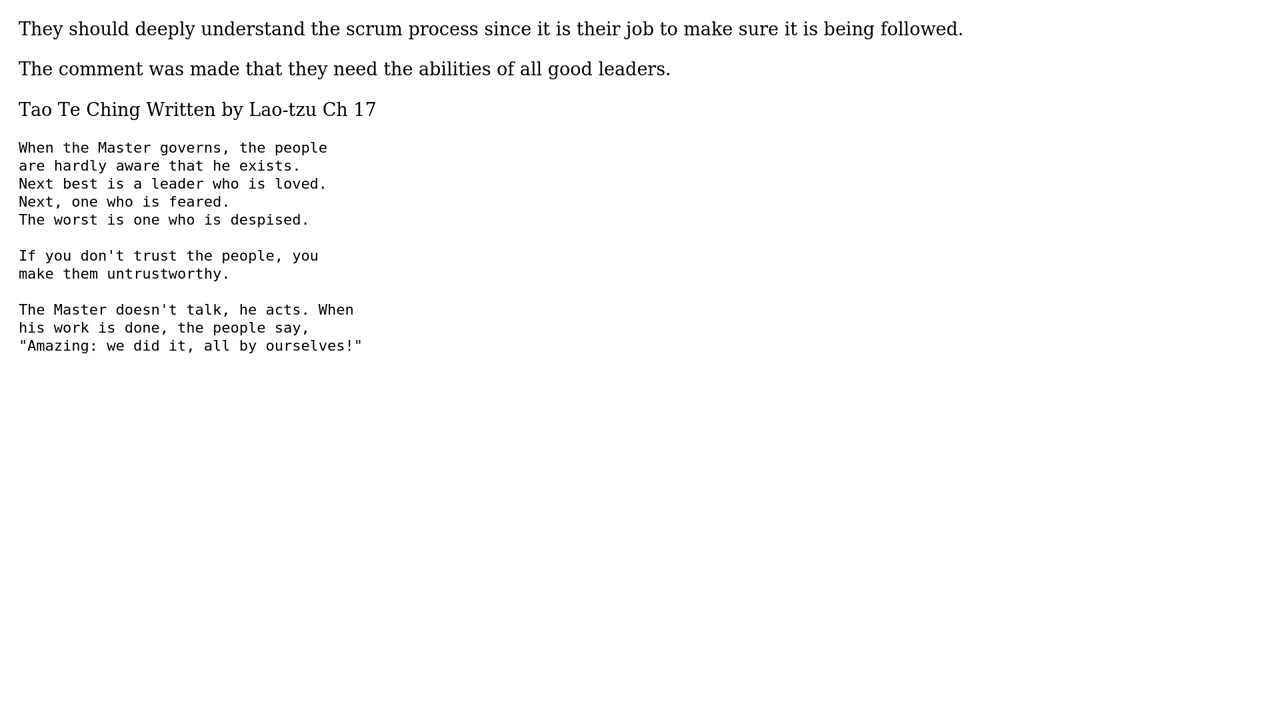 They should deeply understand the scrum process since it is their job to make sure it is being followed.
The comment was made that they need the abilities of all good leaders.
Tao Te Ching Written by Lao-tzu Ch 17
When the Master governs, the people
are hardly aware that he exists.
Next best is a leader who is loved.
Next, one who is feared.
The worst is one who is despised.
If you don't trust the people, you
make them untrustworthy.
The Master doesn't talk, he acts. When
his work is done, the people say,
"Amazing: we did it, all by ourselves!"